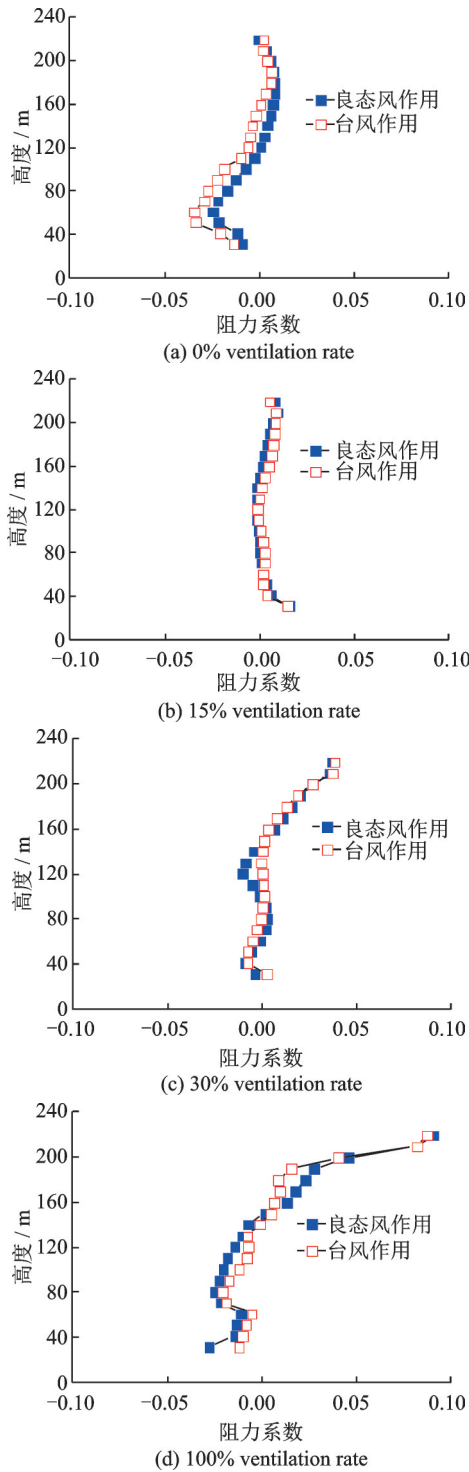 240
200
160
120
80
40
0
高度 / m
良态风作用
台风作用
−0.10 −0.05 0.00 0.05 0.10
阻力系数
(a) 0% ventilation rate
240
200
160
120
80
40
0
高度 / m
良态风作用
台风作用
−0.10 −0.05 0.00 0.05 0.10
阻力系数
(b) 15% ventilation rate
240
200
160
120
80
40
0
高度 / m
良态风作用
台风作用
−0.10 −0.05 0.00 0.05 0.10
阻力系数
(c) 30% ventilation rate
240
200
160
120
80
40
0
高度 / m
良态风作用
台风作用
−0.10 −0.05 0.00 0.05 0.10
阻力系数
(d) 100% ventilation rate